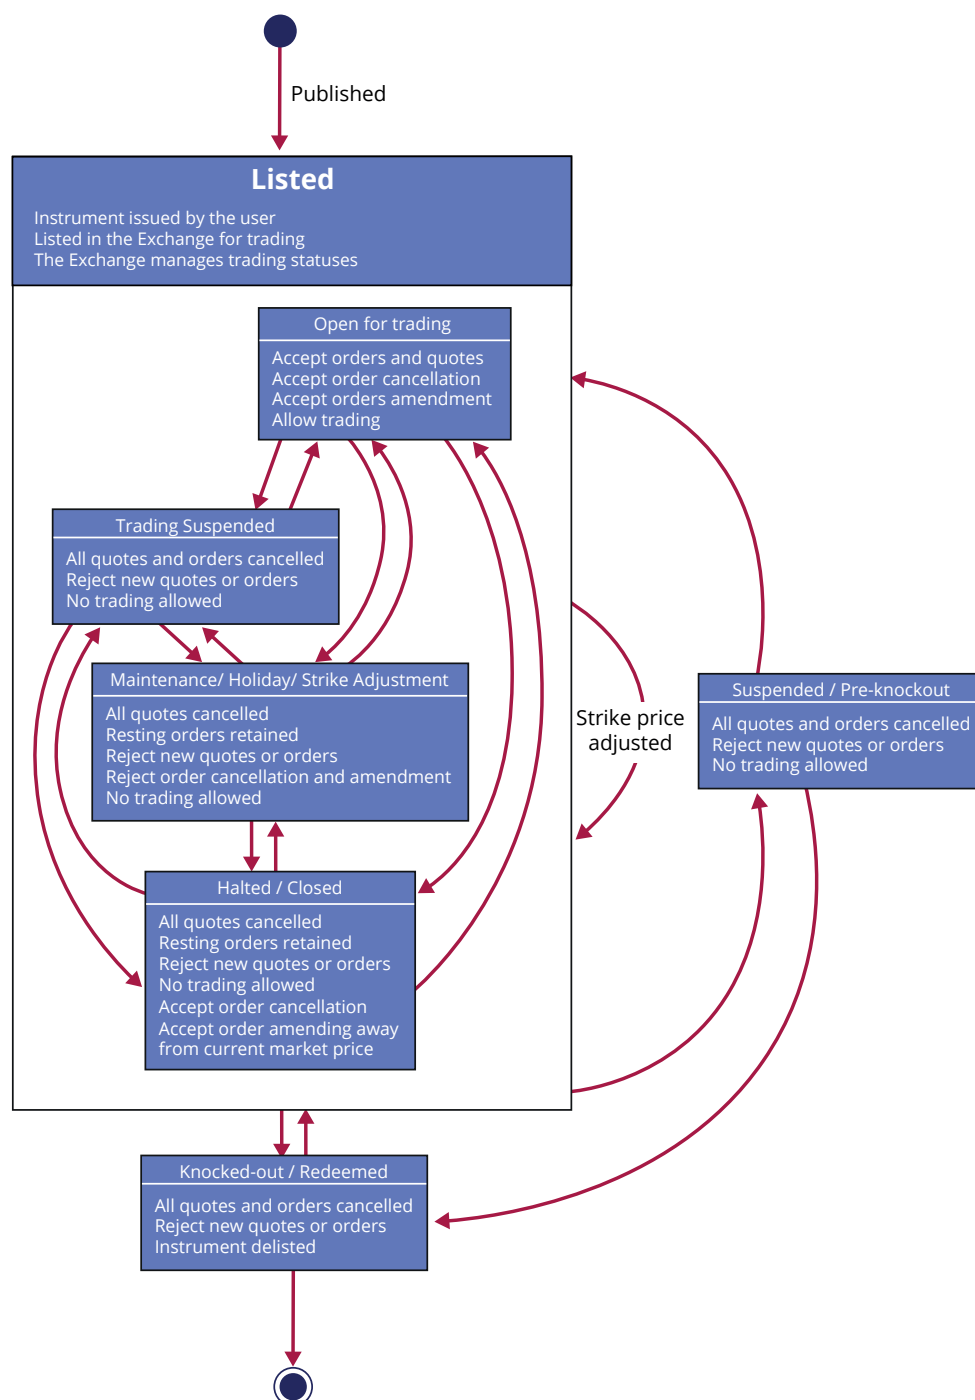 Published
Listed
Instrument issued by the user
Listed in the Exchange for trading
The Exchange manages trading statuses
Open for trading
Accept orders and quotes
Accept order cancellation
Accept orders amendment
Allow trading
Trading Suspended
All quotes and orders cancelled
Reject new quotes or orders
No trading allowed
Maintenance/ Holiday/ Strike Adjustment
All quotes cancelled
Resting orders retained
Reject new quotes or orders
Reject order cancellation and amendment
No trading allowed
Strike price
adjusted
Suspended / Pre-knockout
All quotes and orders cancelled
Reject new quotes or orders
No trading allowed
Halted / Closed
All quotes cancelled
Resting orders retained
Reject new quotes or orders
No trading allowed
Accept order cancellation
Accept order amending away
from current market price
Knocked-out / Redeemed
All quotes and orders cancelled
Reject new quotes or orders
Instrument delisted